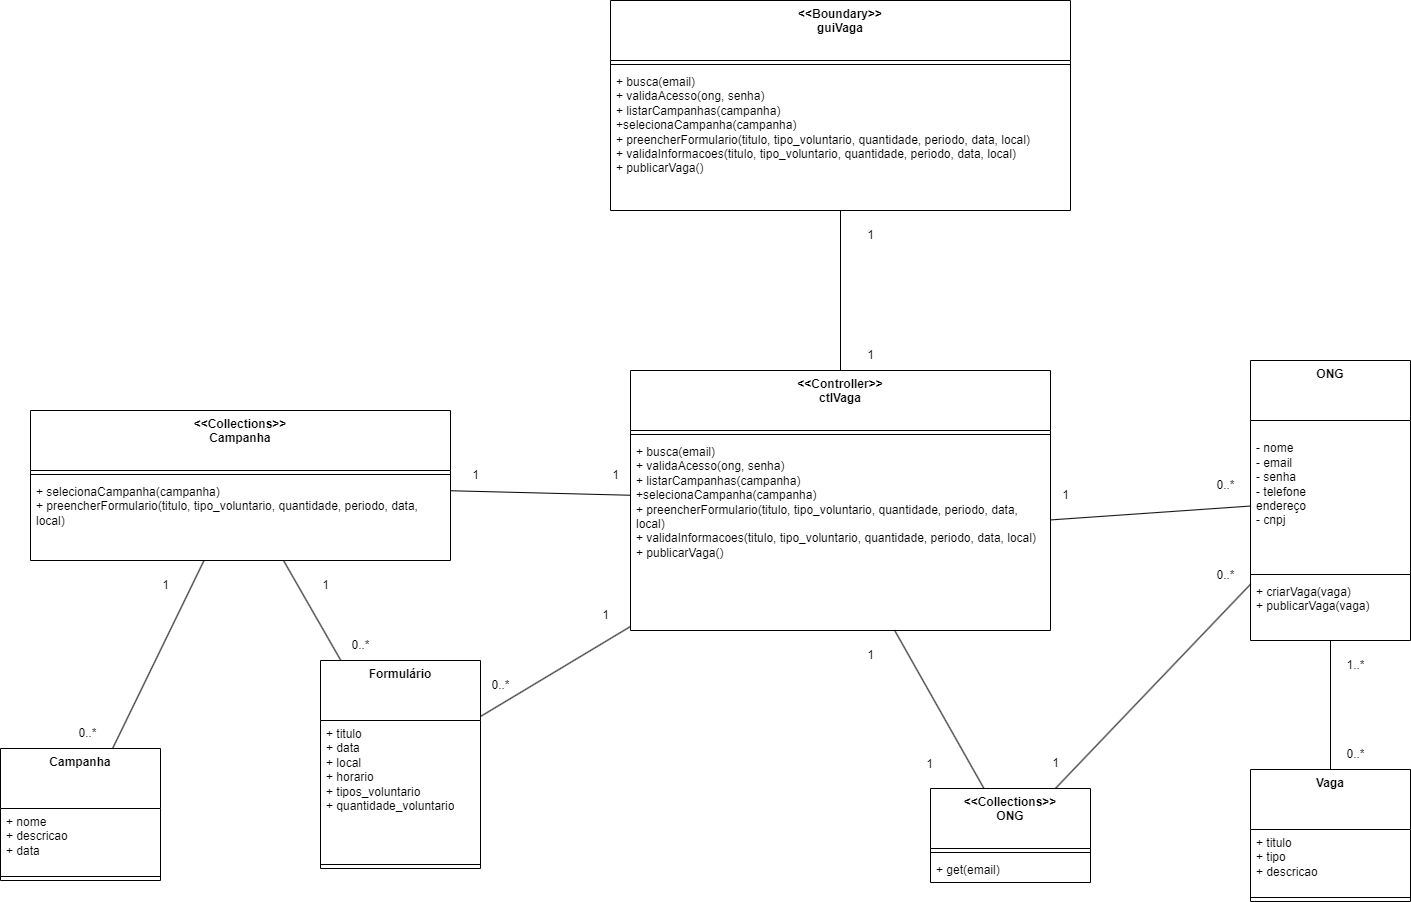 <<Boundary>>
guiVaga
+ busca(email)
+ validaAcesso(ong, senha)
+ listarCampanhas(campanha)
+selecionaCampanha(campanha)
+ preencherFormulario(titulo, tipo_voluntario, quantidade, periodo, data, local)
+ validaInformacoes(titulo, tipo_voluntario, quantidade, periodo, data, local)
+ publicarVaga()
1
1
<<Controller>>
ctlVaga
+ busca(email)
+ validaAcesso(ong, senha)
+ listarCampanhas(campanha)
+selecionaCampanha(campanha)
+ preencherFormulario(titulo, tipo_voluntario, quantidade, periodo, data,
local)
+ validaInformacoes(titulo, tipo_voluntario, quantidade, periodo, data, local)
+ publicarVaga()
<<Collections>>
Campanha
+ selecionaCampanha(campanha)
+ preencherFormulario(titulo, tipo_voluntario, quantidade, periodo, data,
local)
1
1
1
0..*
ONG
- nome
- email
- senha
- telefone
endereço
- cnpj
+ criarVaga(vaga)
+ publicarVaga(vaga)
0..*
1
1
1
0..*
0..*
1
0..*
1
1
1
1..*
0..*
Campanha
+ nome
+ descricao
+ data
Formulário
+ titulo
+ data
+ local
+ horario
+ tipos_voluntario
+ quantidade_voluntario
<<Collections>>
ONG
+ get(email)
Vaga
+ titulo
+ tipo
+ descricao